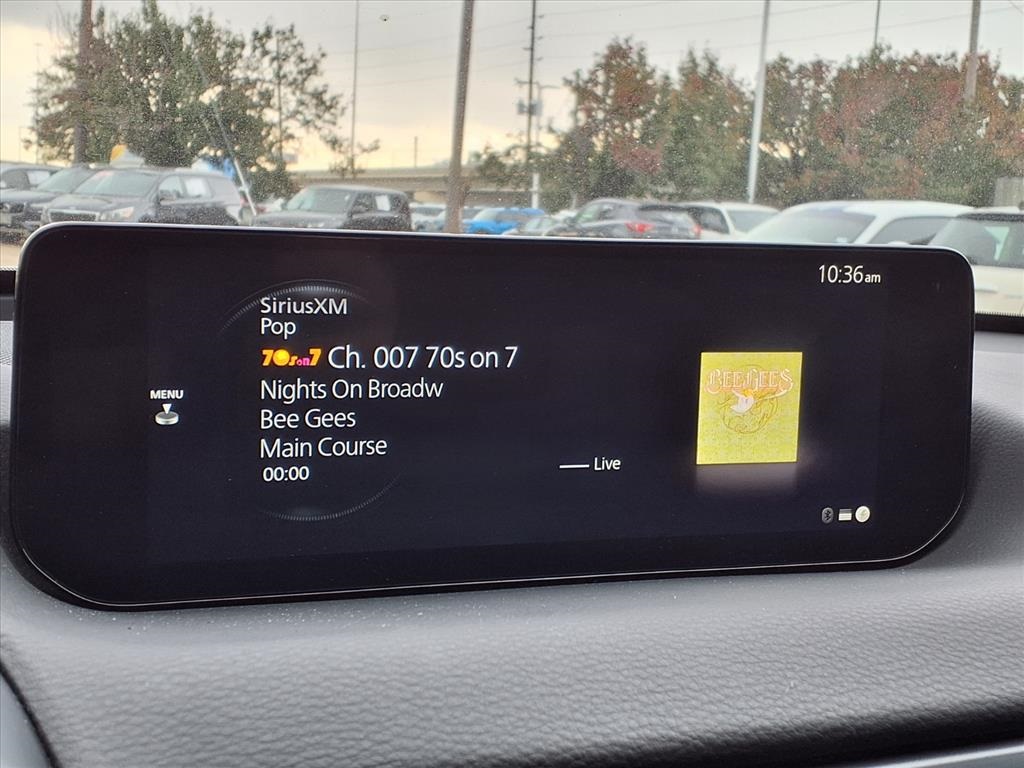 10:36am
SiriusXM
Pop
70s on 7 Ch. 007 70s on 7
Nights On Broadw
Bee Gees
Main Course
00:00
Live
MENU
BEE GEES